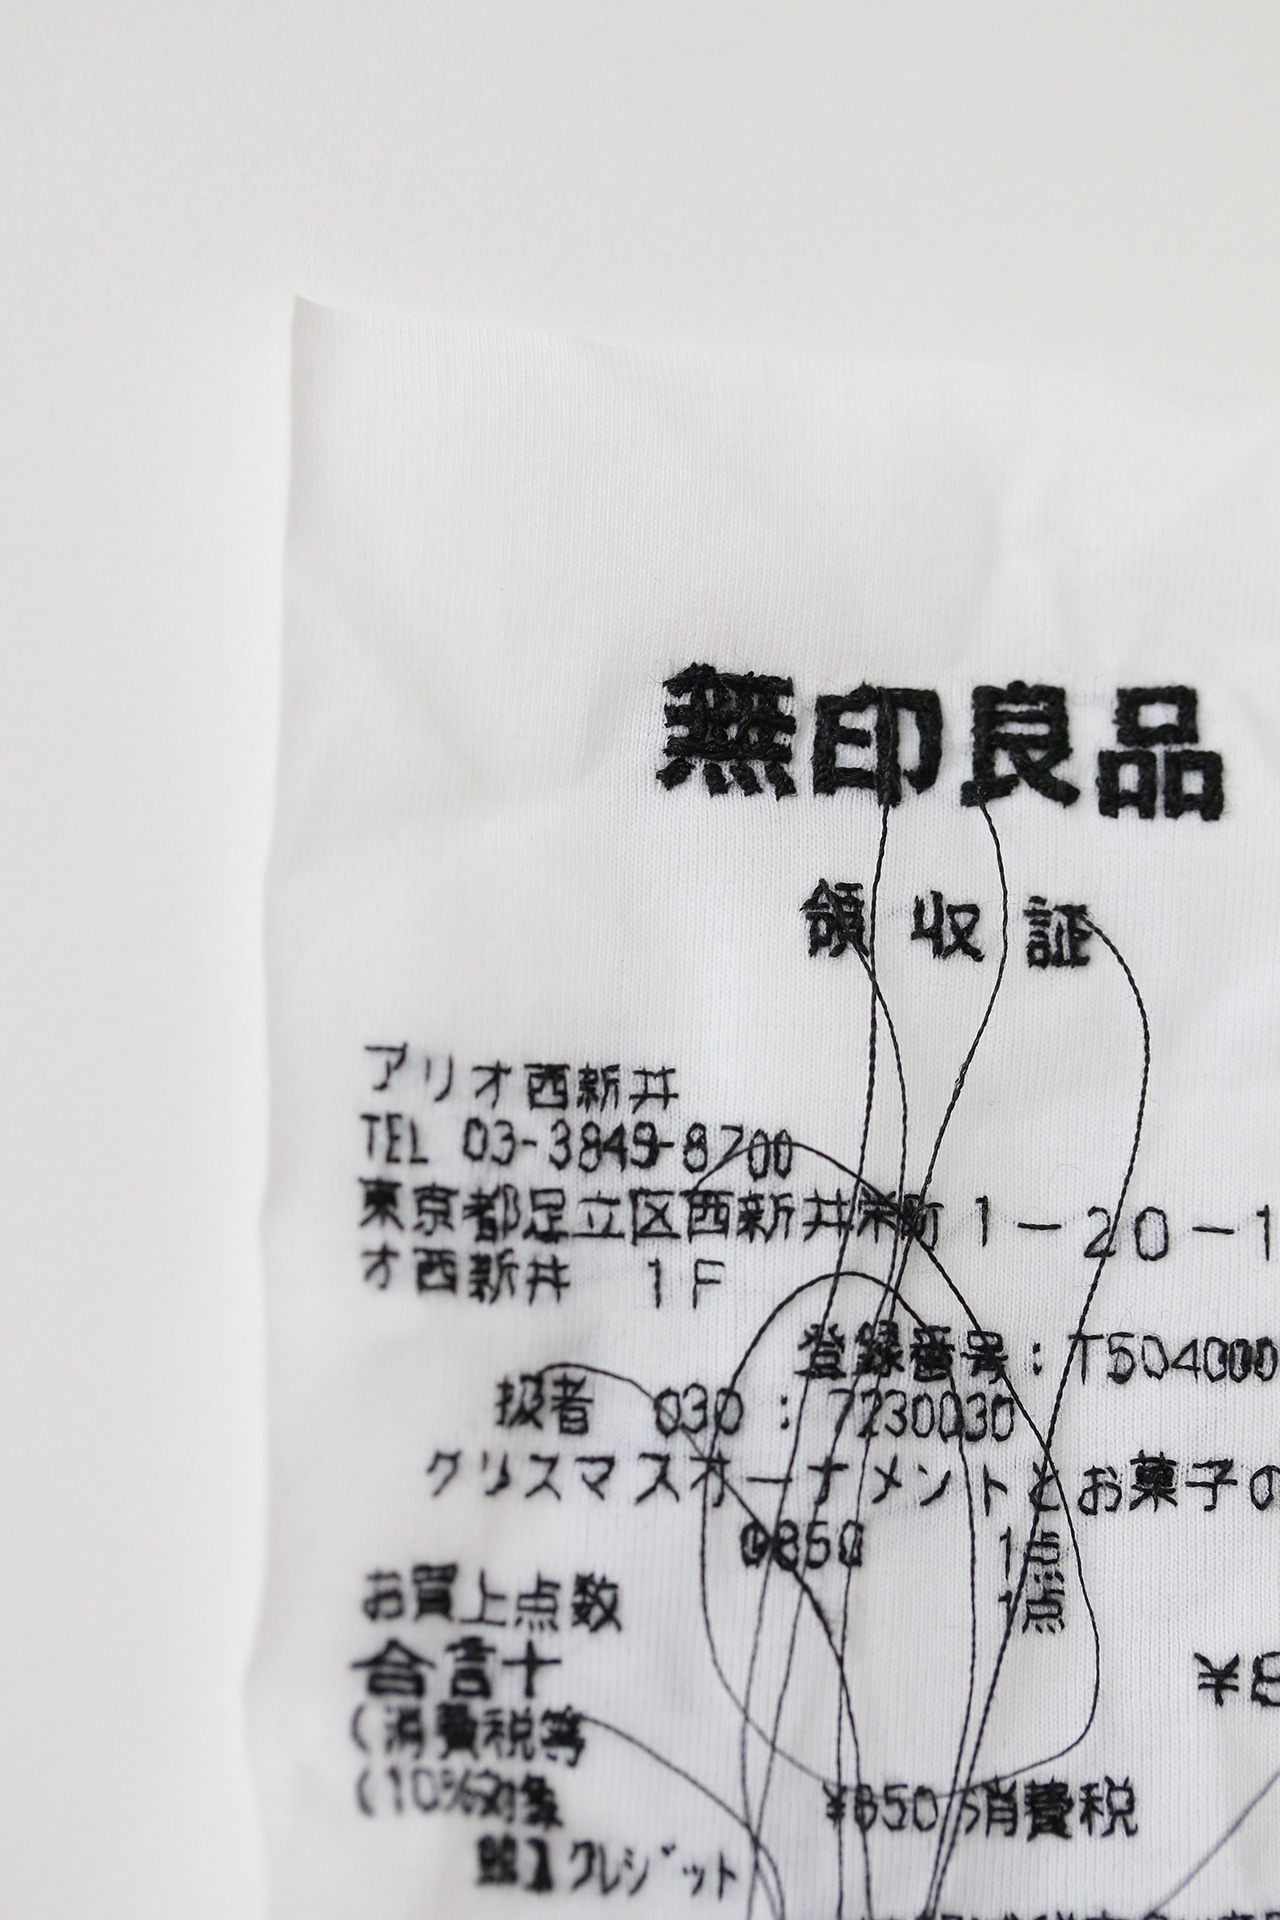 無印良品
領収証
アリオ西新井
TEL 03-3849-8700
東京都足立区西新井栄町1-20-1
オ西新井 1F
登録番号:T504000
扱者 030 : 7230030
クリスマスオーナメントとお菓子の
@850 1点
お買上点数 1点
合計 ¥8
(消費税等
(10%対象 ¥850 消費税
クレジット